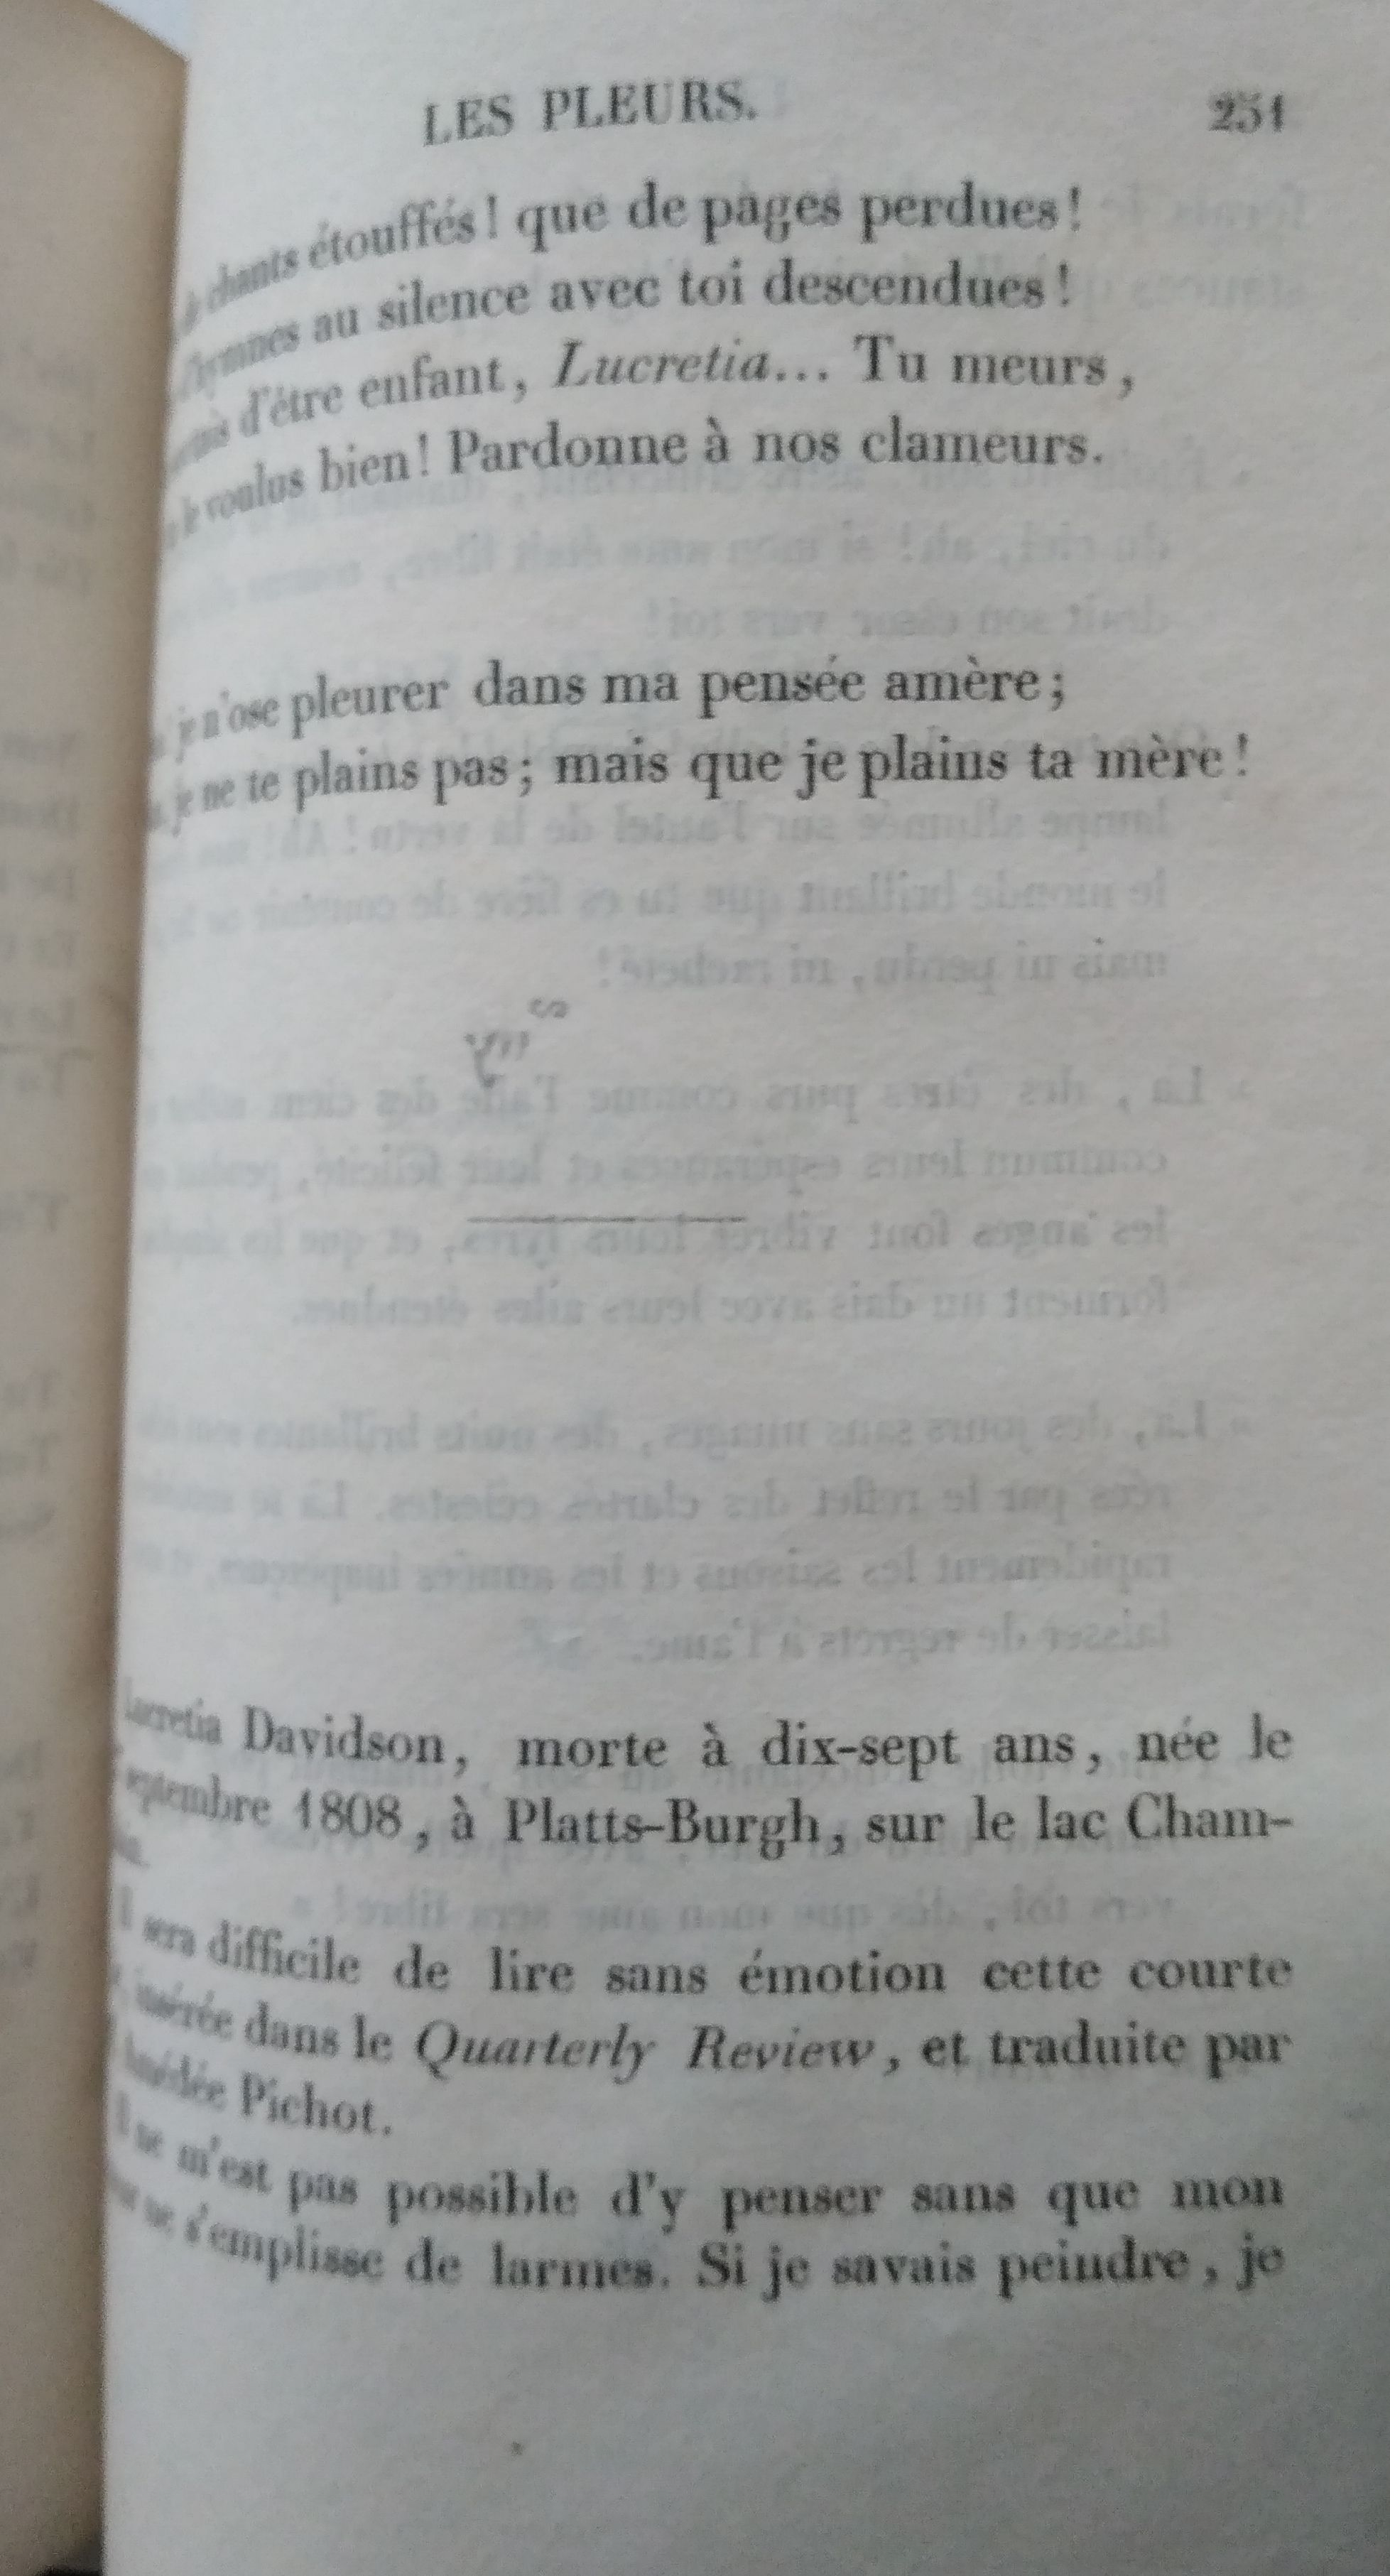 LES PLEURS. 251
chants étouffés! que de pages perdues!
d'hymnes au silence avec toi descendues!
d'être enfant, Lucretia... Tu meurs,
le voulus bien! Pardonne à nos clameurs.
je n'ose pleurer dans ma pensée amère;
je ne te plains pas; mais que je plains ta mère!
Lucretia Davidson, morte à dix-sept ans, née le
septembre 1808, à Platts-Burgh, sur le lac Cham-
sera difficile de lire sans émotion cette courte
insérée dans le Quarterly Review, et traduite par
Amédée Pichot.
Il ne m'est pas possible d'y penser sans que mon
ne s'emplisse de larmes. Si je savais peindre, je